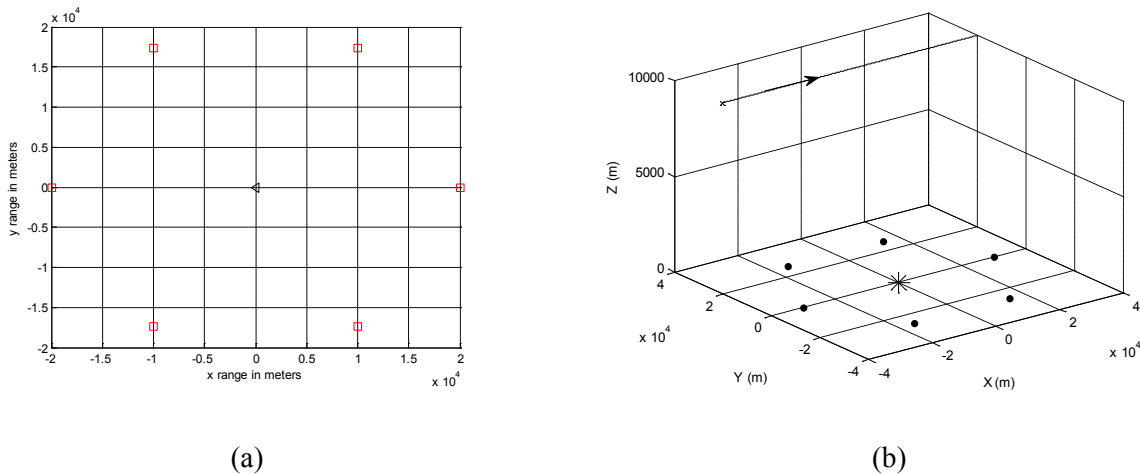 x 10^4
2
1.5
1
0.5
0
-0.5
-1
-1.5
-2
y range in meters
-2 -1.5 -1 -0.5 0 0.5 1 1.5 2
x range in meters
x 10^4
(a)
10000
5000
0
Z (m)
4
2
0
-2
-4
x 10^4
Y (m)
-4
-2
0
2
4
x 10^4
X (m)
(b)